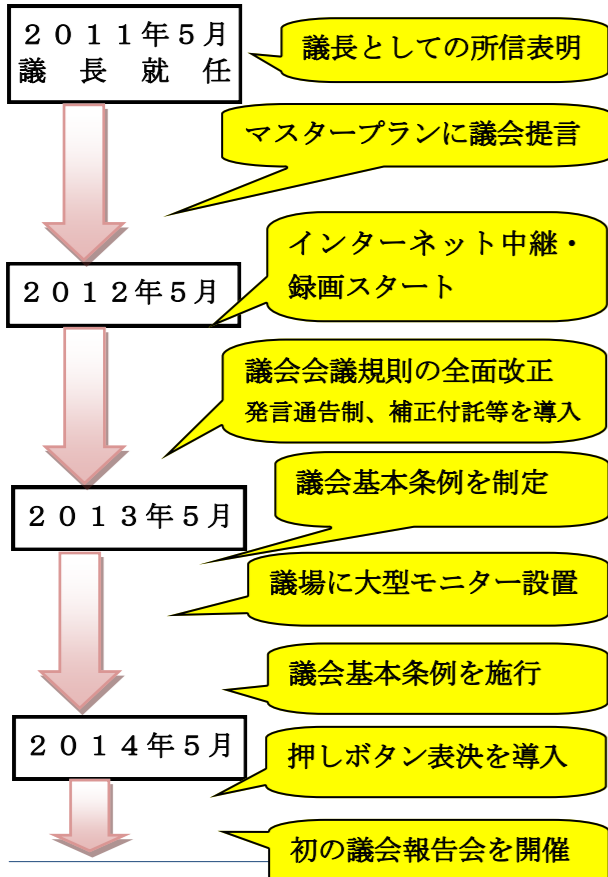 ２０１１年５月
議長就任
議長としての所信表明
マスタープランに議会提言
インターネット中継・
録画スタート
２０１２年５月
議会会議規則の全面改正
発言通告制、補正付託等を導入
議会基本条例を制定
２０１３年５月
議場に大型モニター設置
議会基本条例を施行
２０１４年５月
押しボタン表決を導入
初の議会報告会を開催